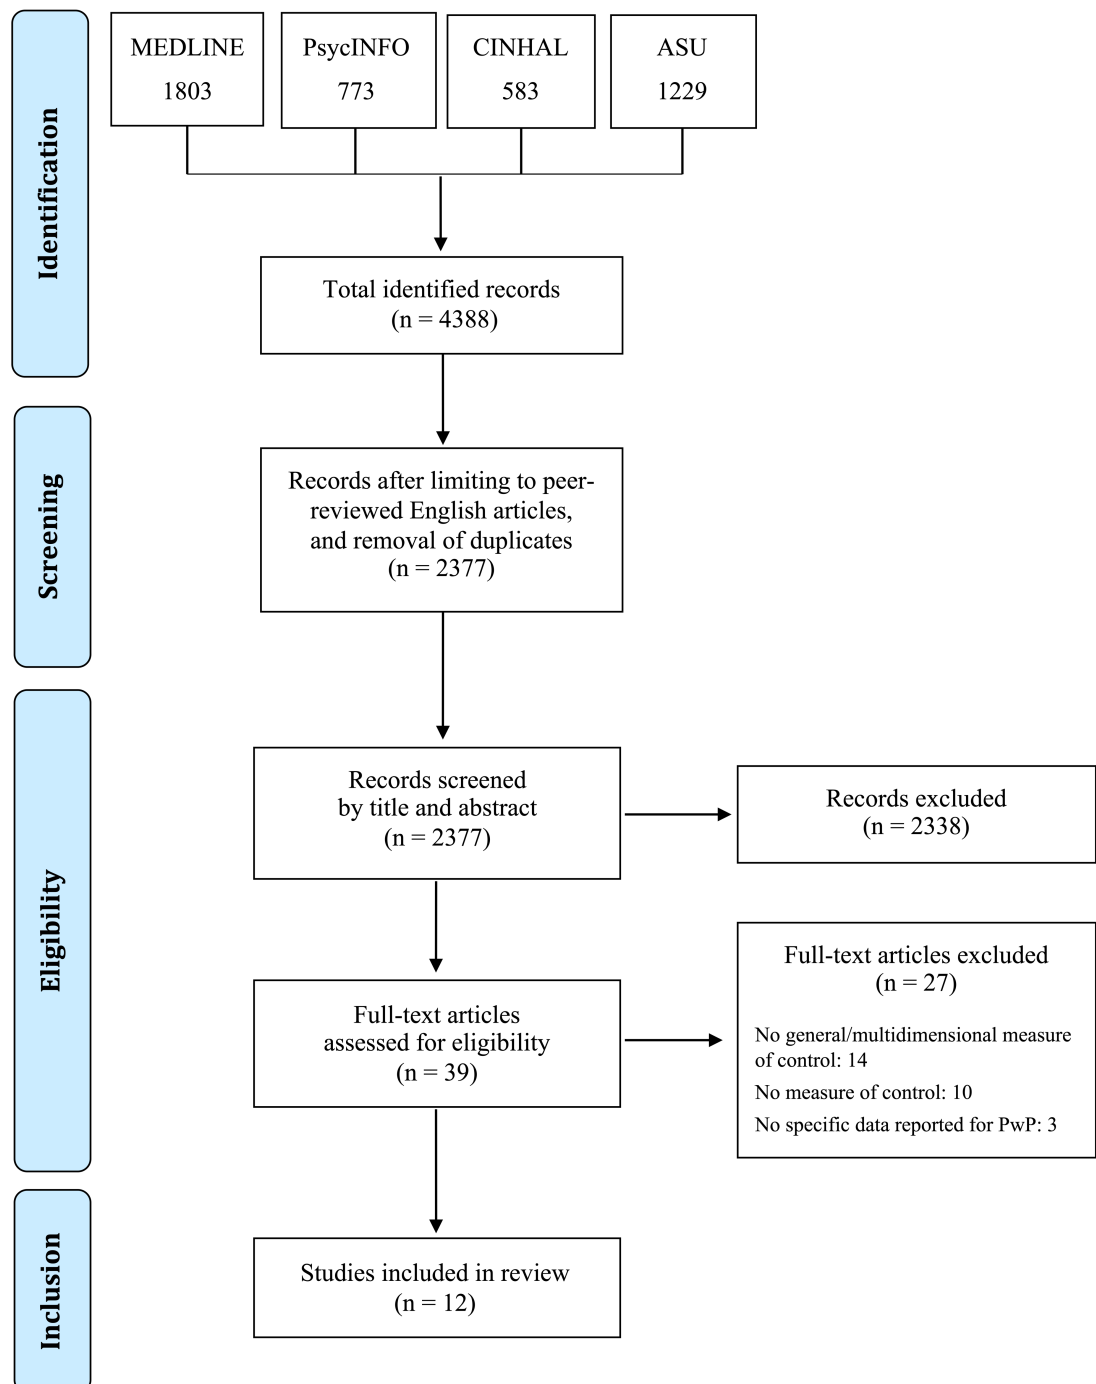 Identification
MEDLINE
1803
PsycINFO
773
CINHAL
583
ASU
1229
Total identified records
(n = 4388)
Screening
Records after limiting to peer-
reviewed English articles,
and removal of duplicates
(n = 2377)
Eligibility
Records screened
by title and abstract
(n = 2377)
Records excluded
(n = 2338)
Full-text articles
assessed for eligibility
(n = 39)
Full-text articles excluded
(n = 27)
No general/multidimensional measure
of control: 14
No measure of control: 10
No specific data reported for PwP: 3
Inclusion
Studies included in review
(n = 12)